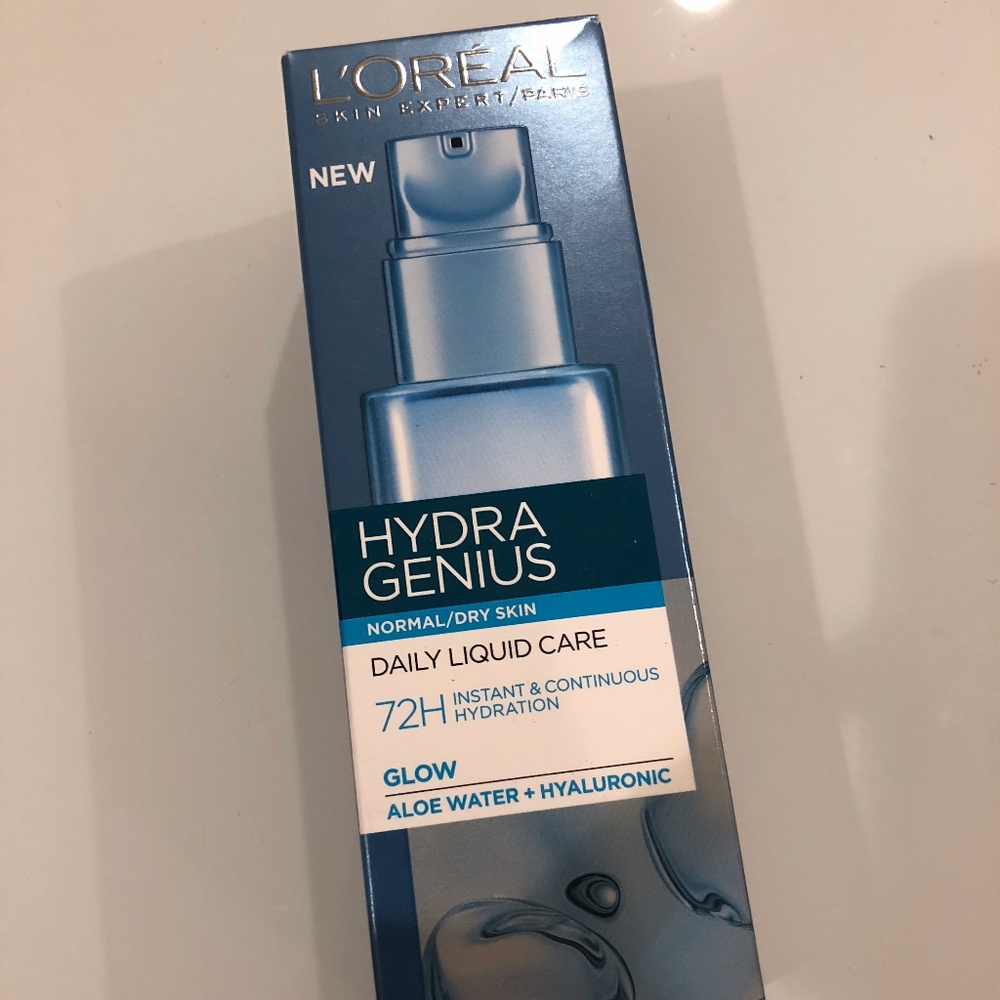 L'ORÉAL
SKIN EXPERT/PARIS
NEW
HYDRA
GENIUS
NORMAL/DRY SKIN
DAILY LIQUID CARE
72H INSTANT & CONTINUOUS
HYDRATION
GLOW
ALOE WATER + HYALURONIC